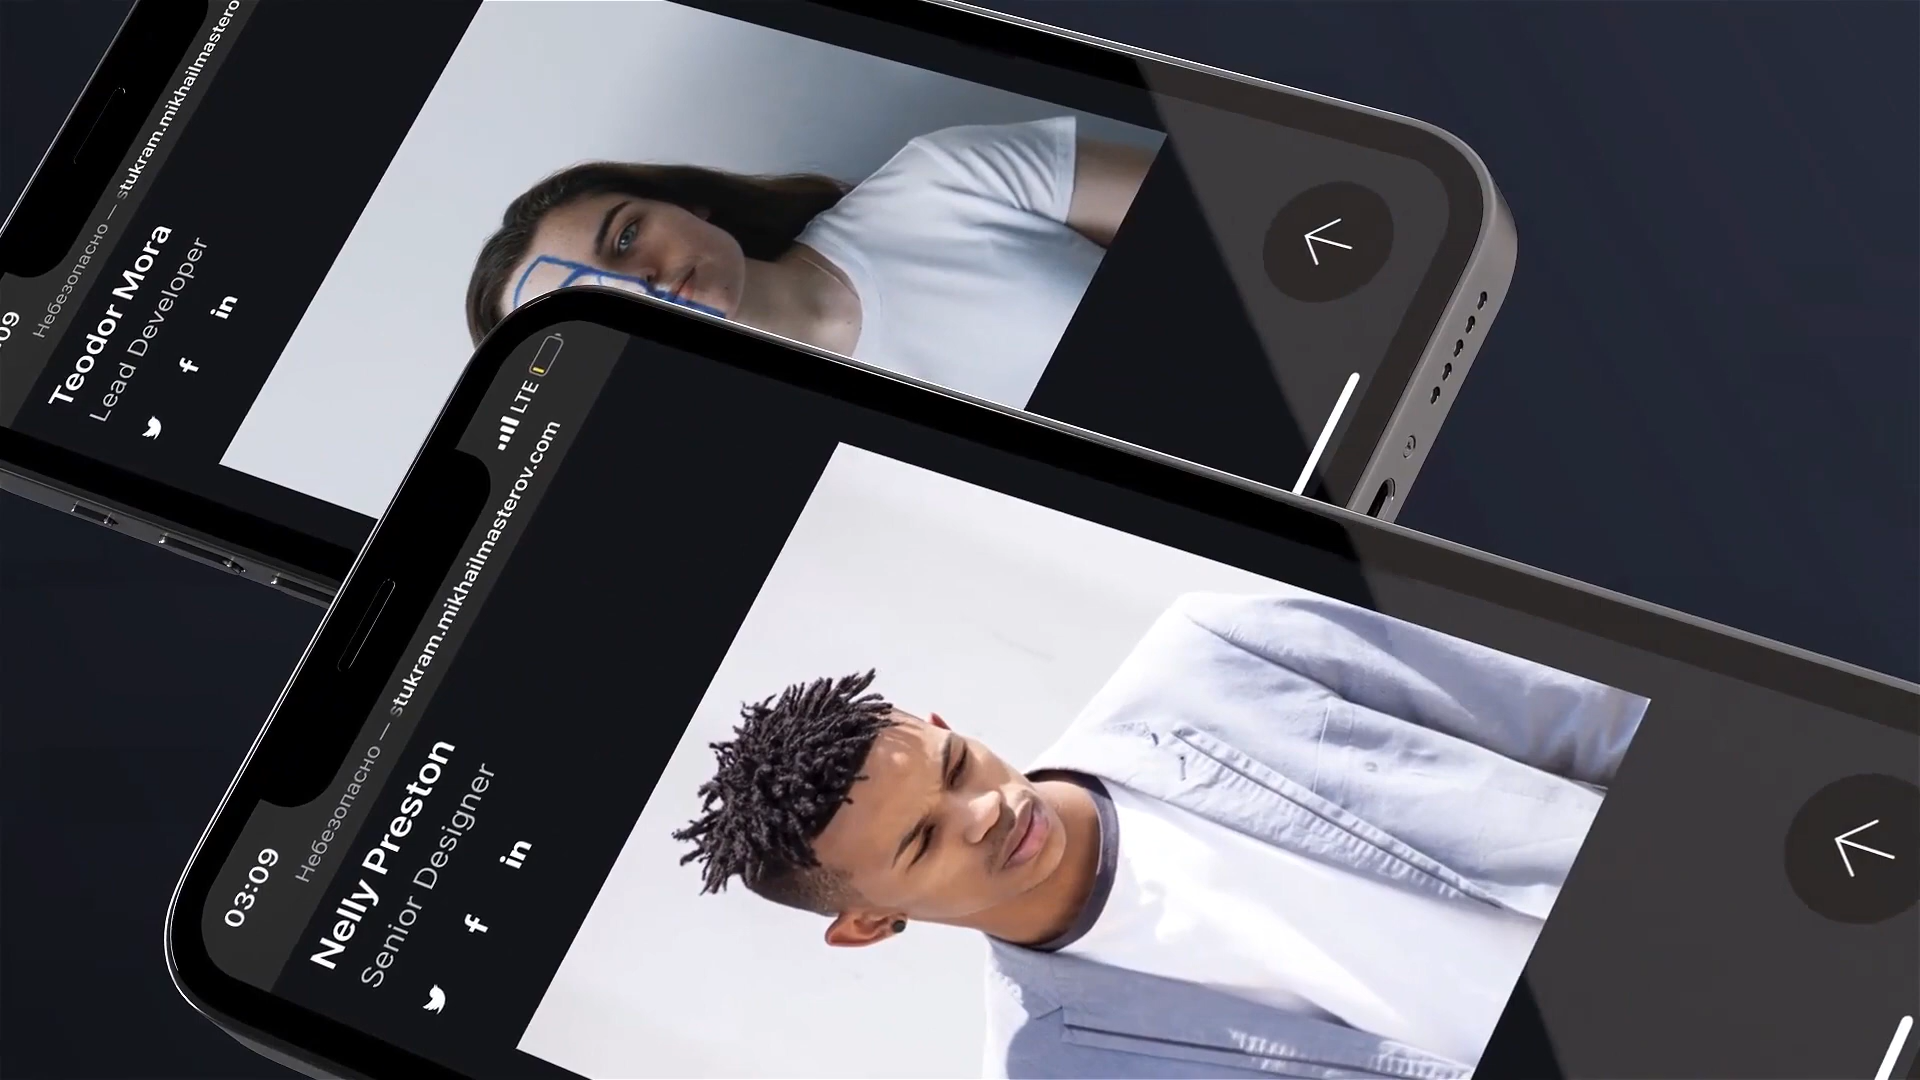 09
Небезопасно — stukram.mikhailmastero
Teodor Mora
Lead Developer
in
f
03:09
LTE
Небезопасно — stukram.mikhailmasterov.com
Nelly Preston
Senior Designer
f
in